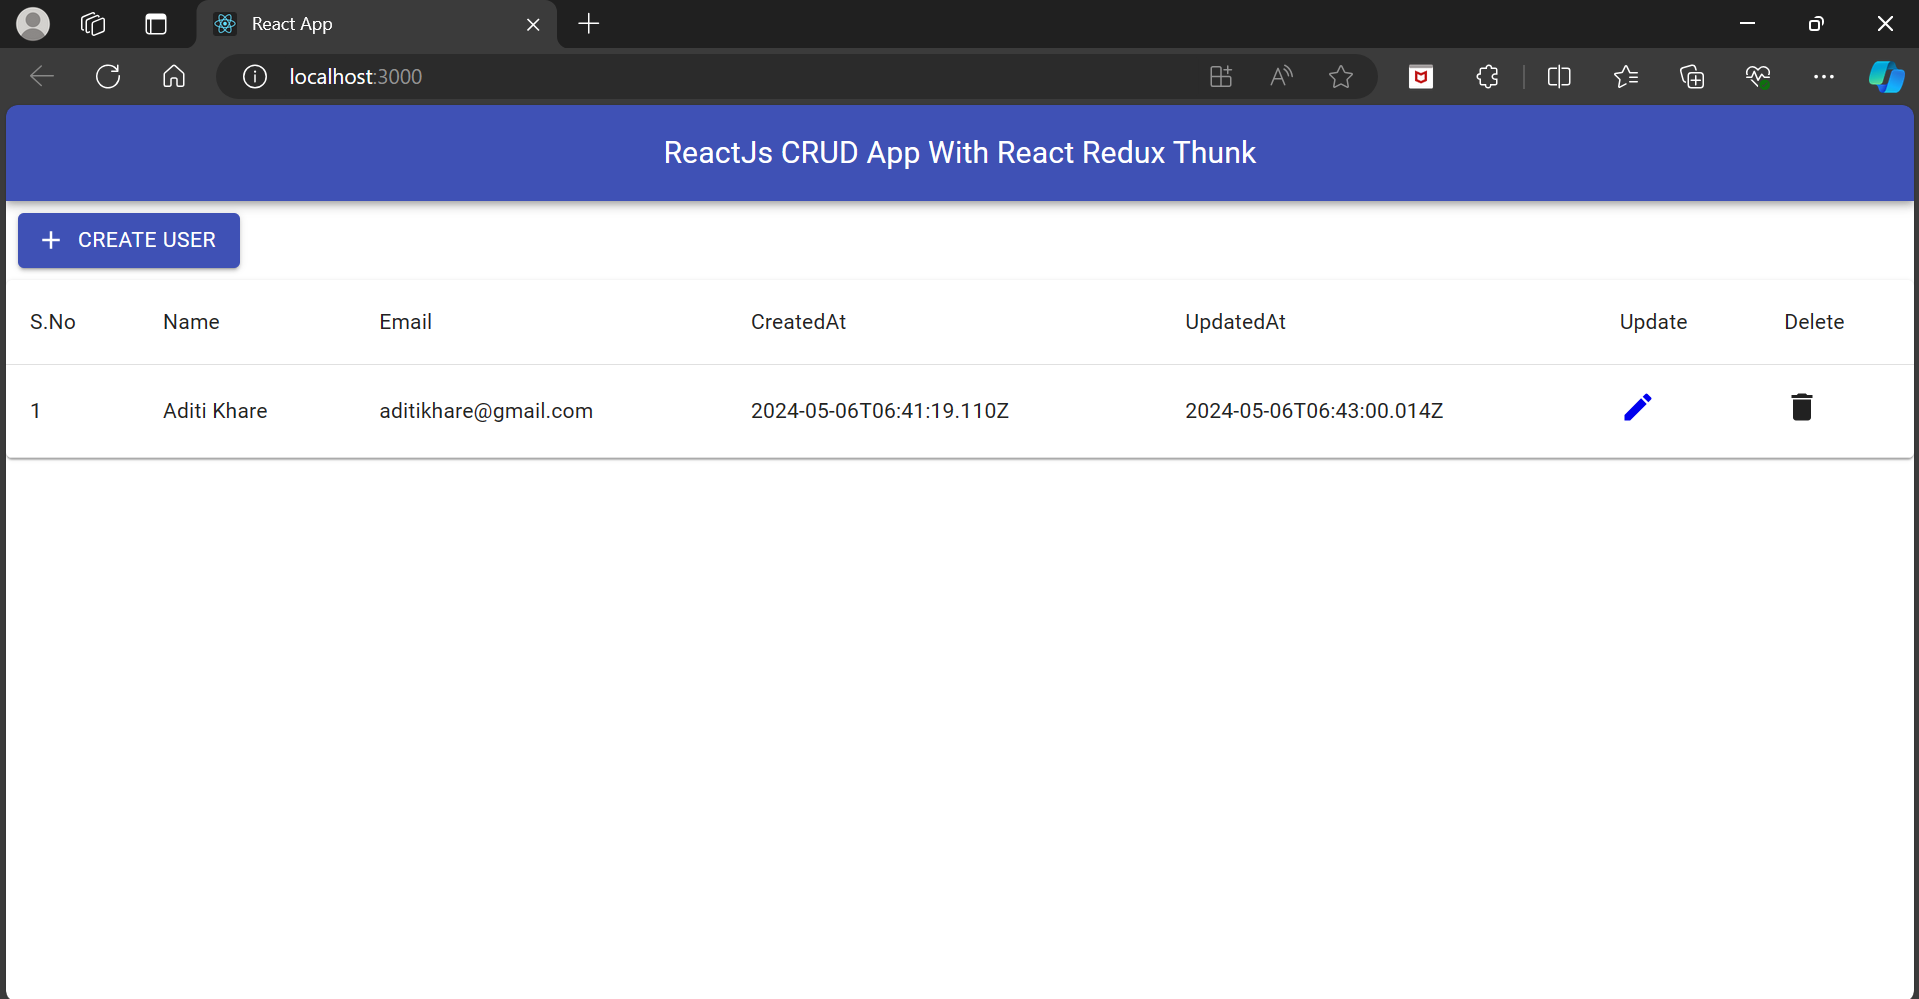 React App
localhost:3000
ReactJs CRUD App With React Redux Thunk
CREATE USER
S.No Name Email CreatedAt UpdatedAt Update Delete
1 Aditi Khare aditikhare@gmail.com 2024-05-06T06:41:19.110Z 2024-05-06T06:43:00.014Z